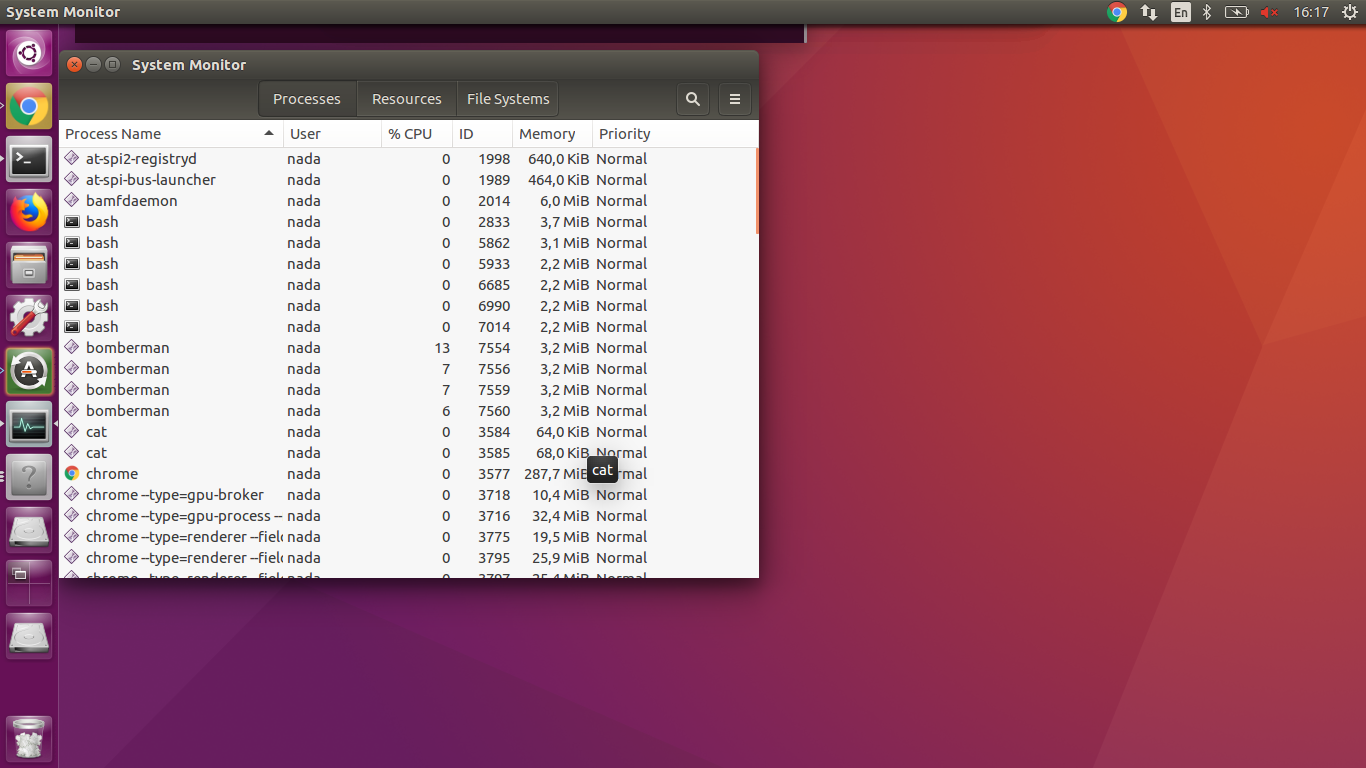 System Monitor En 16:17
System Monitor
Processes Resources File Systems
Process Name User % CPU ID Memory Priority
at-spi2-registryd nada 0 1998 640,0 KiB Normal
at-spi-bus-launcher nada 0 1989 464,0 KiB Normal
bamfdaemon nada 0 2014 6,0 MiB Normal
bash nada 0 2833 3,7 MiB Normal
bash nada 0 5862 3,1 MiB Normal
bash nada 0 5933 2,2 MiB Normal
bash nada 0 6685 2,2 MiB Normal
bash nada 0 6990 2,2 MiB Normal
bash nada 0 7014 2,2 MiB Normal
bomberman nada 13 7554 3,2 MiB Normal
bomberman nada 7 7556 3,2 MiB Normal
bomberman nada 7 7559 3,2 MiB Normal
bomberman nada 6 7560 3,2 MiB Normal
cat nada 0 3584 64,0 KiB Normal
cat nada 0 3585 68,0 KiB Normal
cat
chrome nada 0 3577 287,7 MiB
chrome --type=gpu-broker nada 0 3718 10,4 MiB Normal
chrome --type=gpu-process -- nada 0 3716 32,4 MiB Normal
chrome --type=renderer --fiel nada 0 3775 19,5 MiB Normal
chrome --type=renderer --fiel nada 0 3795 25,9 MiB Normal